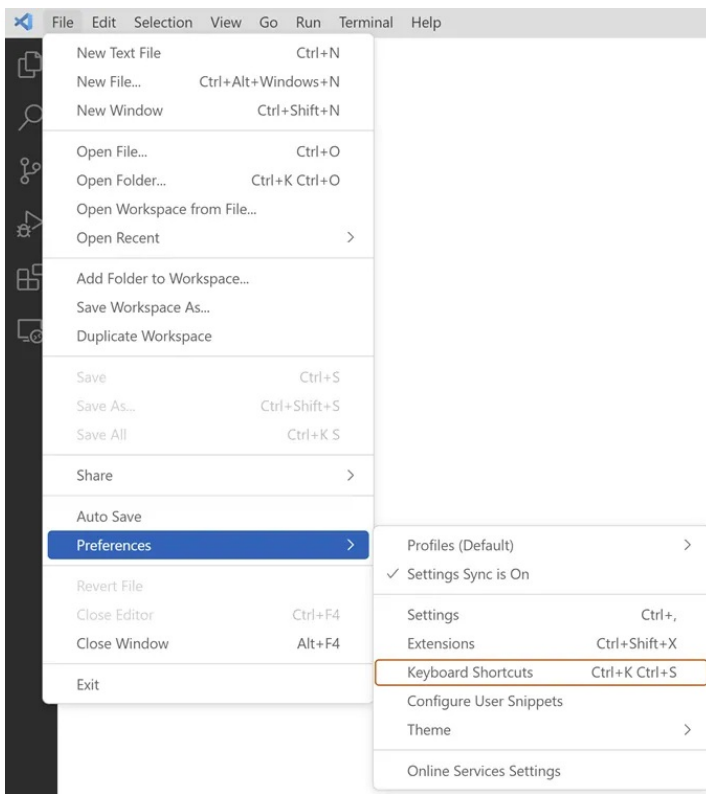 File Edit Selection View Go Run Terminal Help
New Text File Ctrl+N
New File... Ctrl+Alt+Windows+N
New Window Ctrl+Shift+N
Open File... Ctrl+O
Open Folder... Ctrl+K Ctrl+O
Open Workspace from File...
Open Recent
Add Folder to Workspace...
Save Workspace As...
Duplicate Workspace
Save Ctrl+S
Save As... Ctrl+Shift+S
Save All Ctrl+K S
Share
Auto Save
Preferences
Revert File
Close Editor Ctrl+F4
Close Window Alt+F4
Exit
Profiles (Default)
Settings Sync is On
Settings Ctrl+,
Extensions Ctrl+Shift+X
Keyboard Shortcuts Ctrl+K Ctrl+S
Configure User Snippets
Theme
Online Services Settings